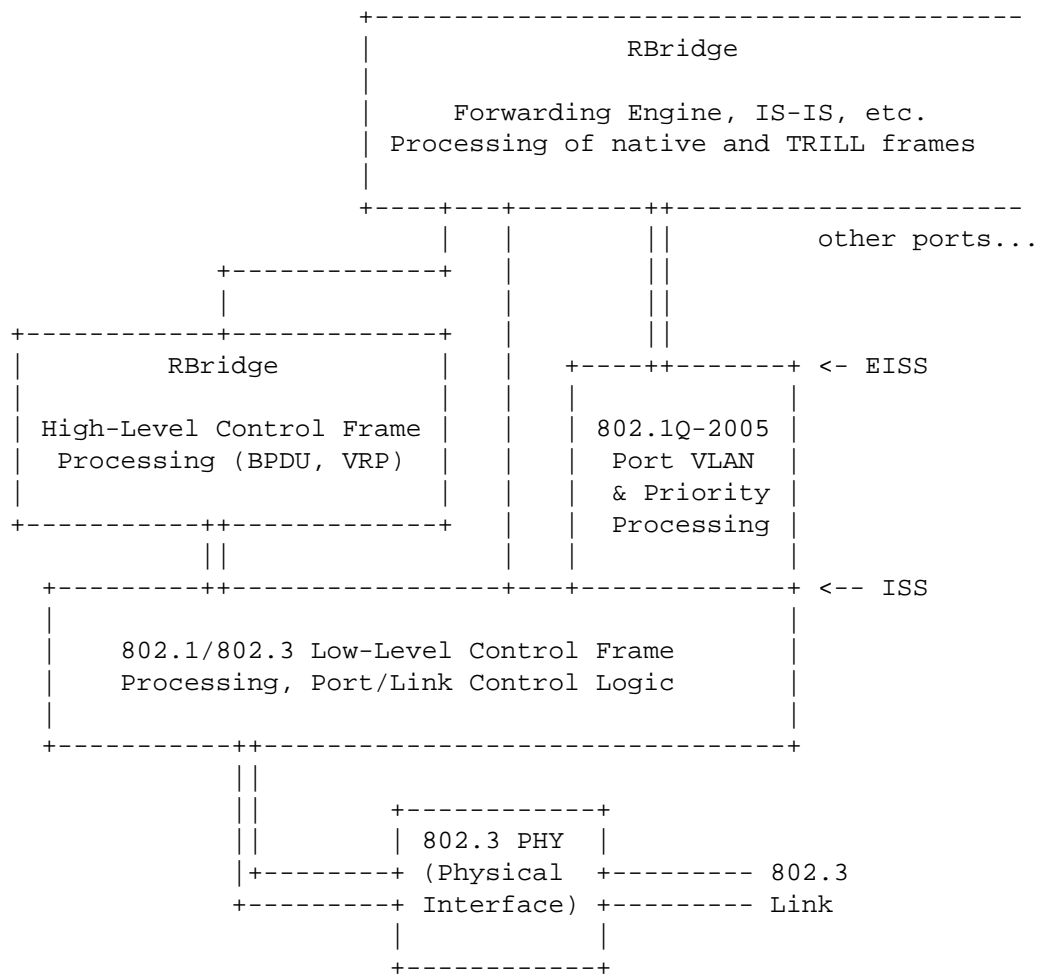 RBridge
Forwarding Engine, IS-IS, etc.
Processing of native and TRILL frames
other ports...
RBridge
<- EISS
High-Level Control Frame
Processing (BPDU, VRP)
802.1Q-2005
Port VLAN
& Priority
Processing
<-- ISS
802.1/802.3 Low-Level Control Frame
Processing, Port/Link Control Logic
802.3 PHY
(Physical
Interface)
802.3
Link